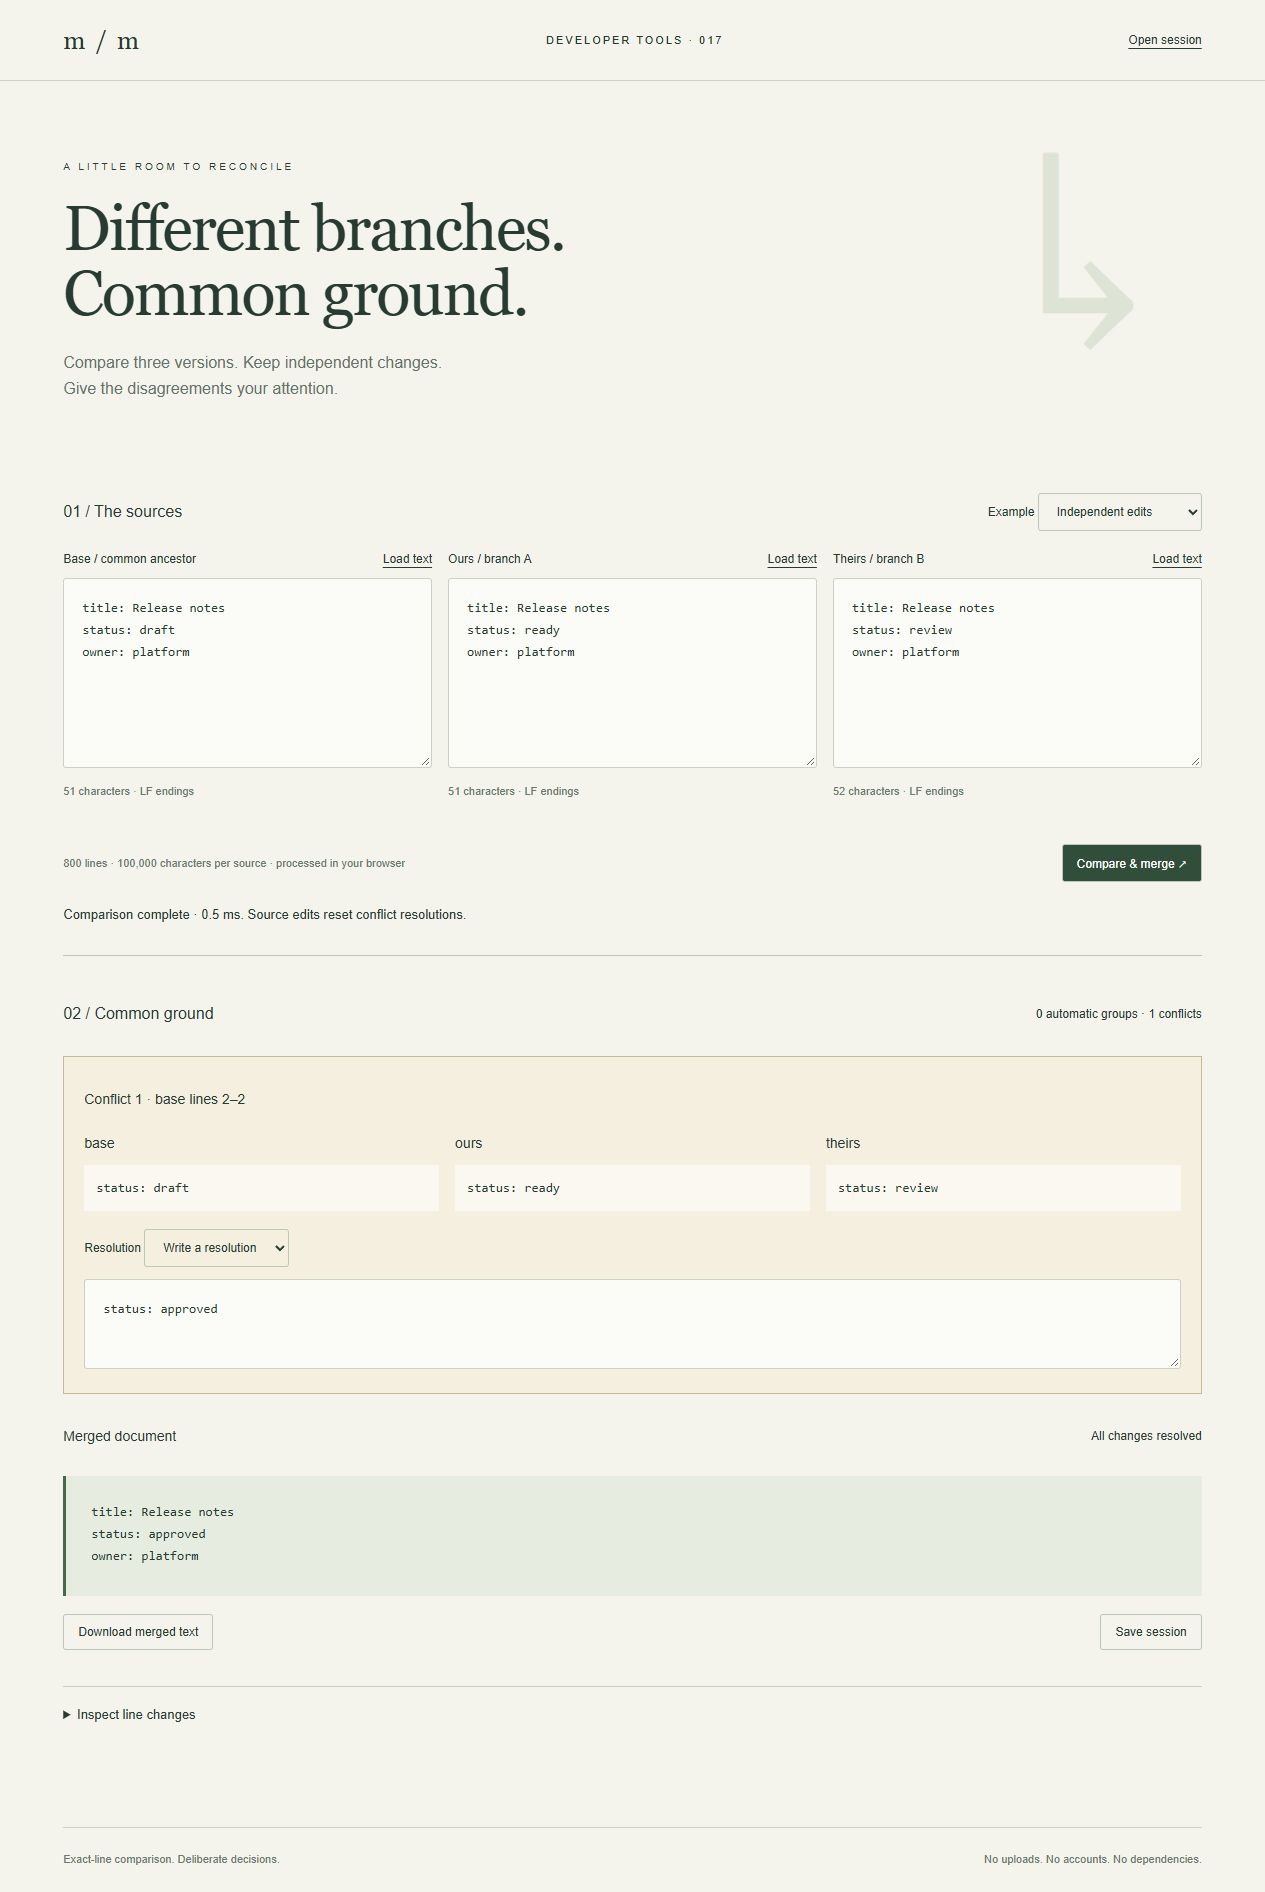 m / m
DEVELOPER TOOLS · 017
Open session
A LITTLE ROOM TO RECONCILE
Different branches.
Common ground.
Compare three versions. Keep independent changes.
Give the disagreements your attention.
01 / The sources
Example
Independent edits
Base / common ancestor
Load text
title: Release notes
status: draft
owner: platform
51 characters · LF endings
Ours / branch A
Load text
title: Release notes
status: ready
owner: platform
51 characters · LF endings
Theirs / branch B
Load text
title: Release notes
status: review
owner: platform
52 characters · LF endings
800 lines · 100,000 characters per source · processed in your browser
Compare & merge ↗
Comparison complete · 0.5 ms. Source edits reset conflict resolutions.
02 / Common ground
0 automatic groups · 1 conflicts
Conflict 1 · base lines 2–2
base
status: draft
ours
status: ready
theirs
status: review
Resolution
Write a resolution
status: approved
Merged document
All changes resolved
title: Release notes
status: approved
owner: platform
Download merged text
Save session
Inspect line changes
Exact-line comparison. Deliberate decisions.
No uploads. No accounts. No dependencies.